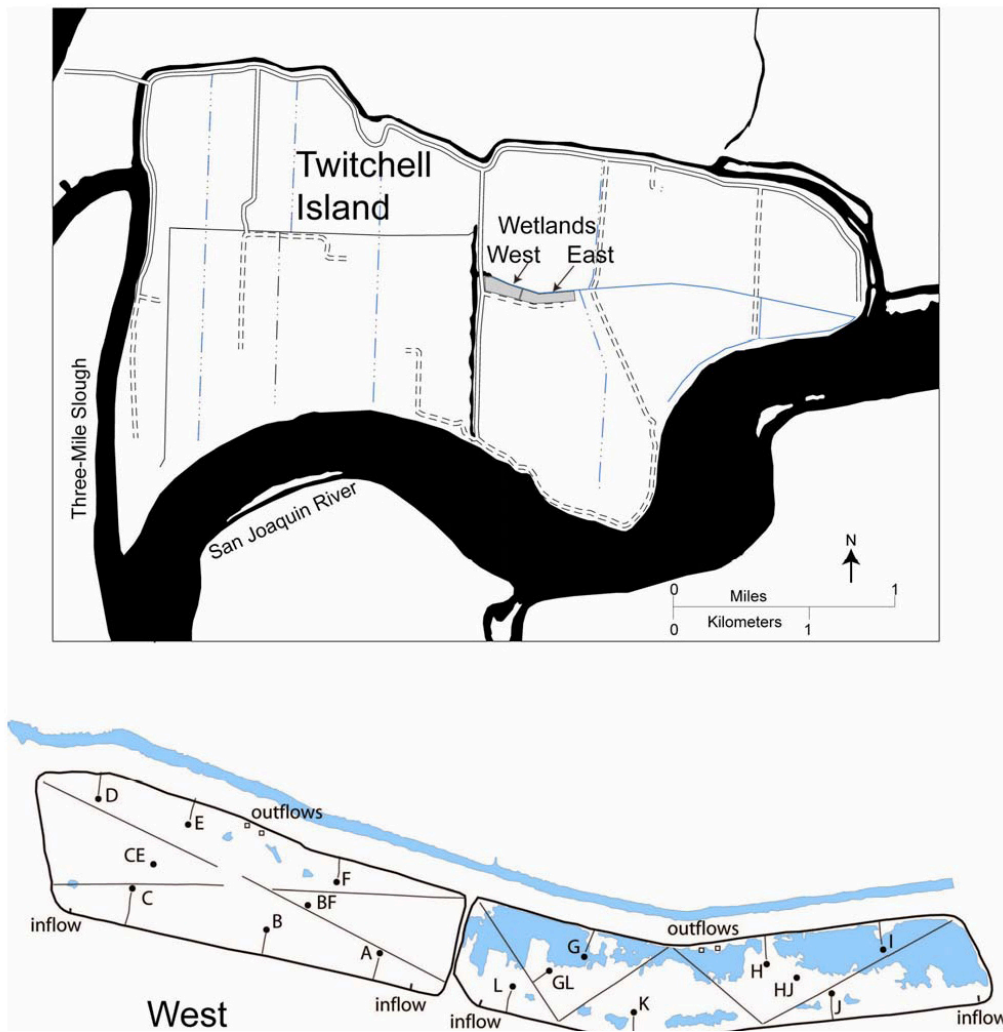 Twitchell
Island
Wetlands
West East
Three-Mile Slough
San Joaquin River
N
0 1
Miles
Kilometers
0 1
D
E
outflows
CE
F
C
BF
inflow
B
A
outflows
G
I
inflow
L
GL
H
HJ
K
J
inflow
West